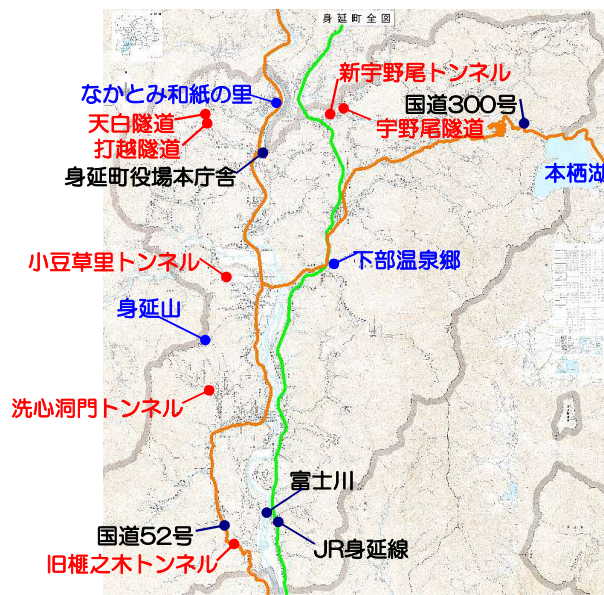 身延町全図
新宇野尾トンネル
なかとみ和紙の里
国道300号
天白隧道
宇野尾隧道
打越隧道
身延町役場本庁舎
本栖湖
小豆草里トンネル
下部温泉郷
身延山
洗心洞門トンネル
富士川
国道52号
JR身延線
旧榧之木トンネル